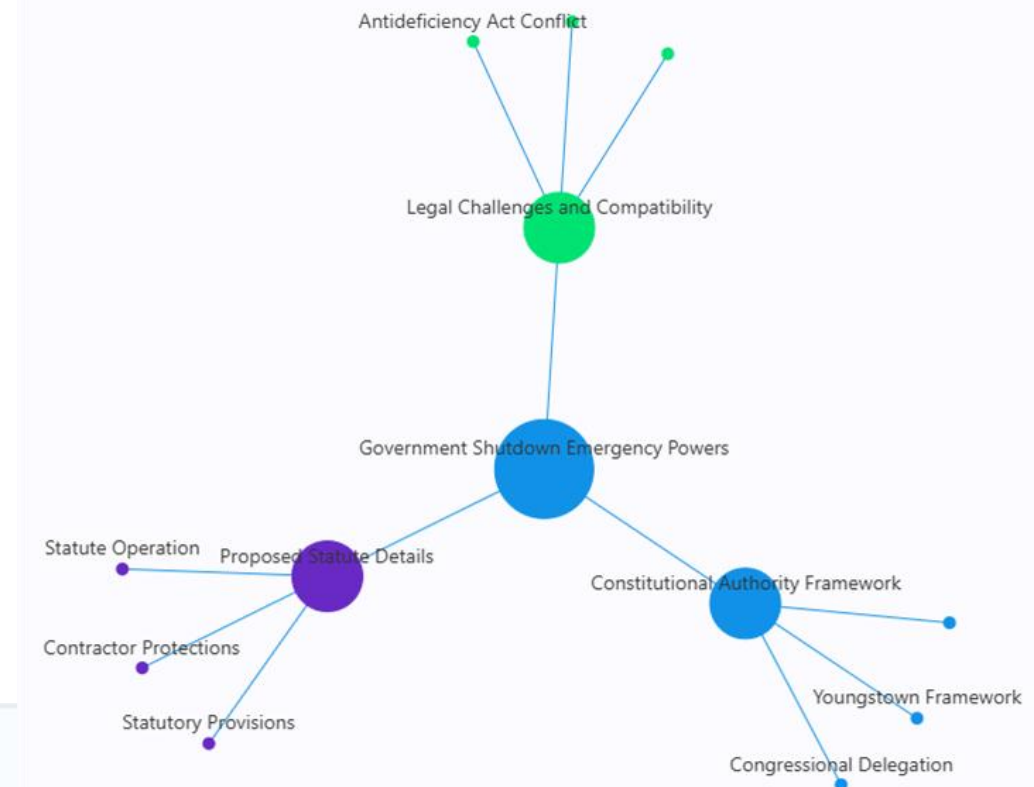 Antideficiency Act Conflict
Legal Challenges and Compatibility
Government Shutdown Emergency Powers
Statute Operation
Proposed Statute Details
Constitutional Authority Framework
Contractor Protections
Youngstown Framework
Statutory Provisions
Congressional Delegation